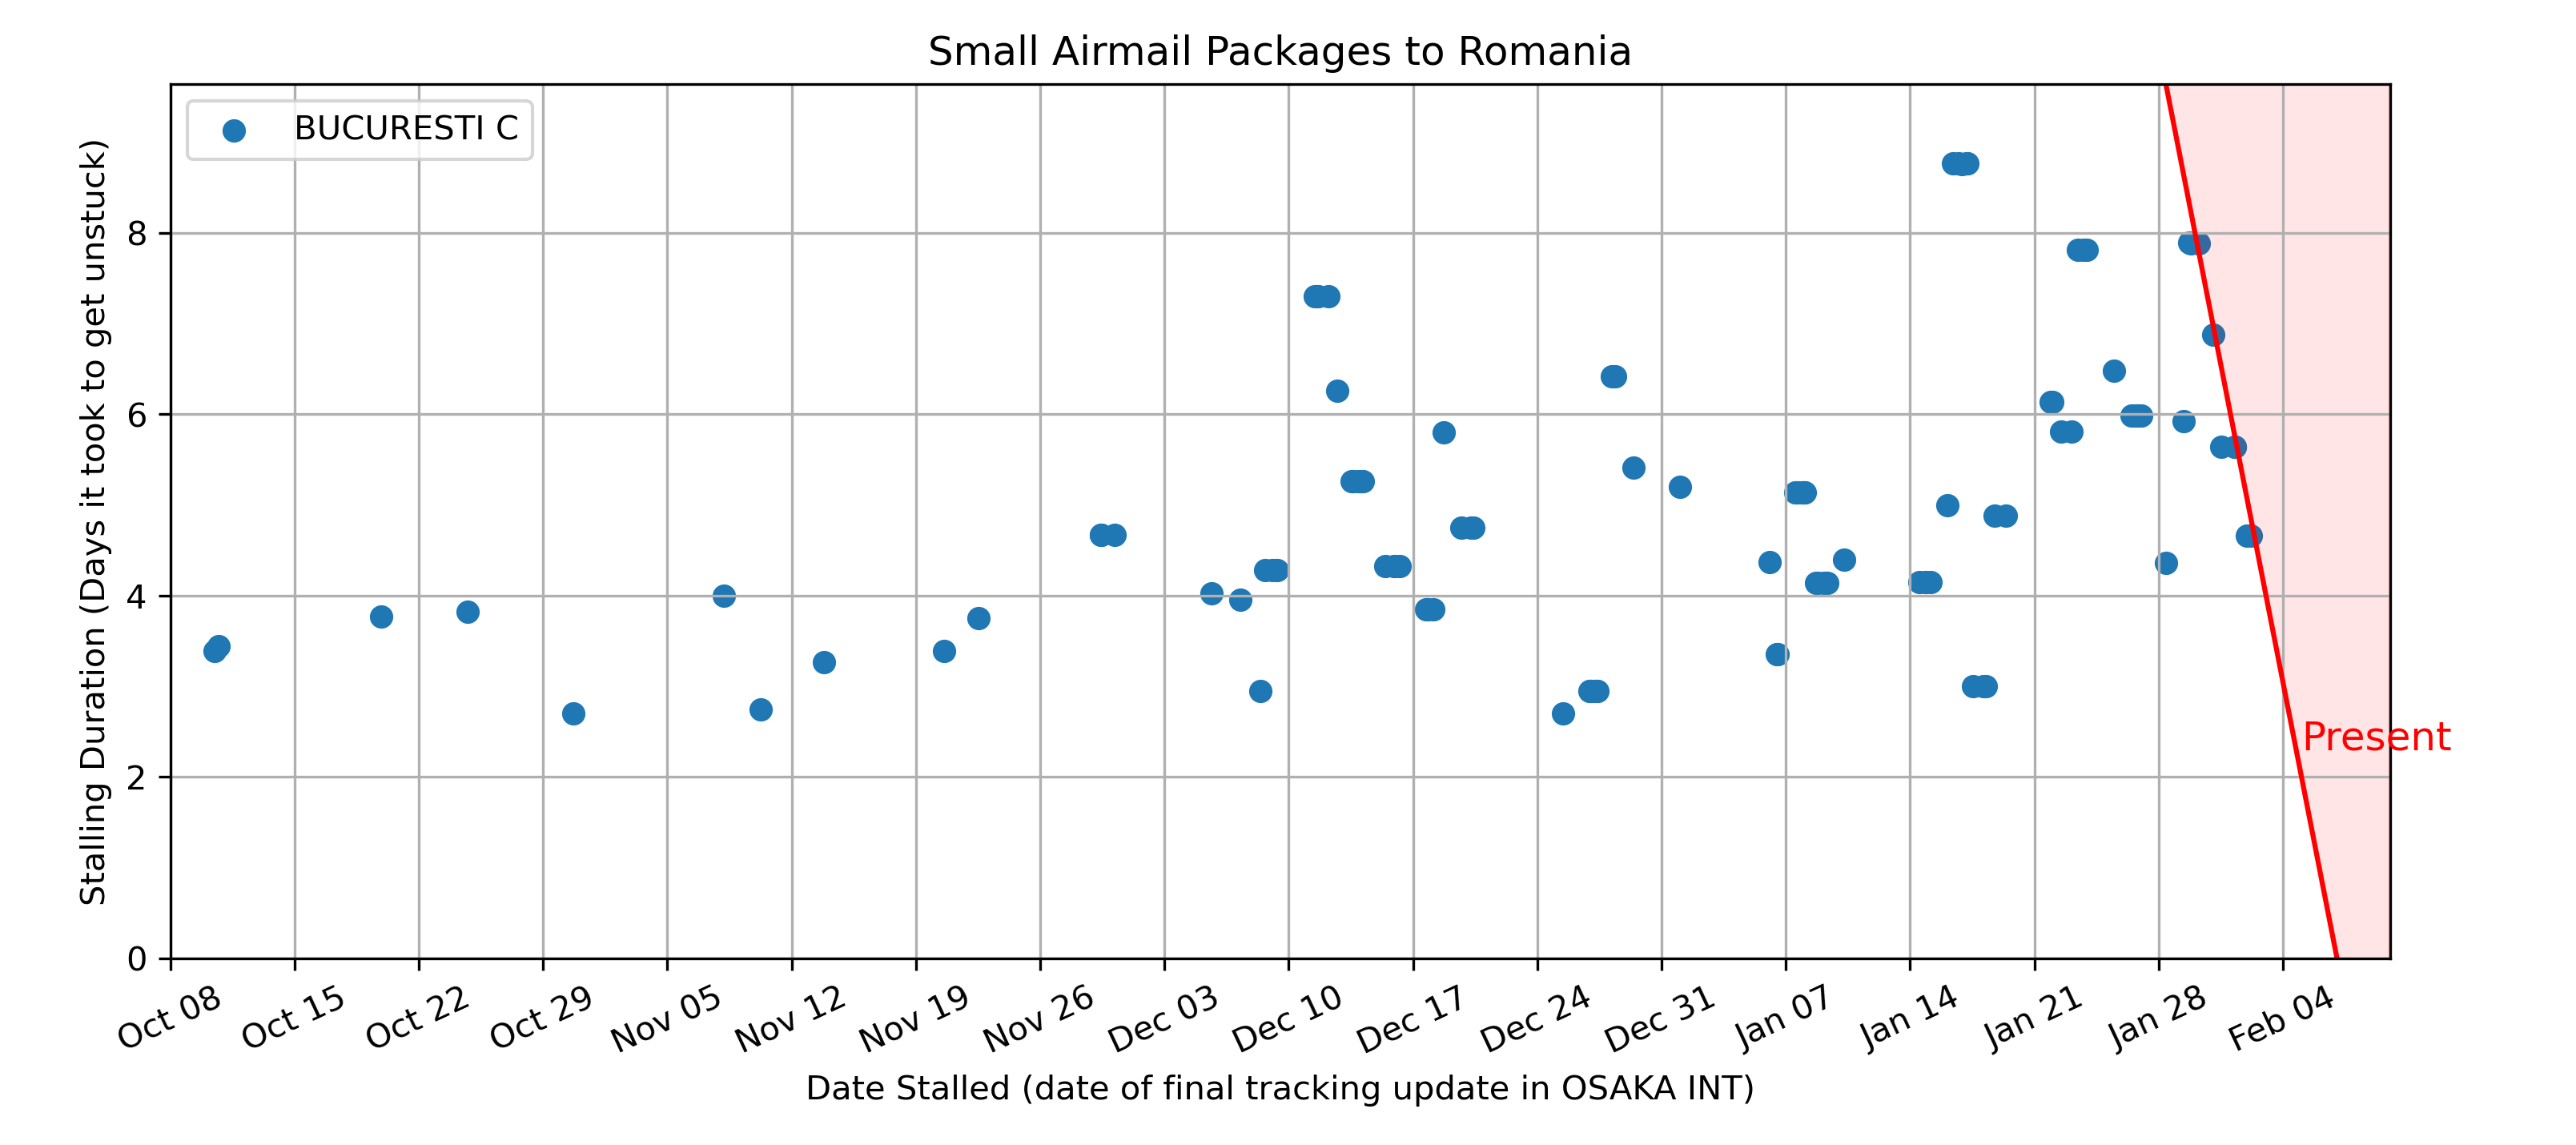 Small Airmail Packages to Romania
BUCURESTI C
Stalling Duration (Days it took to get unstuck)
8
6
4
2
0
Present
Oct 08
Oct 15
Oct 22
Oct 29
Nov 05
Nov 12
Nov 19
Nov 26
Dec 03
Dec 10
Dec 17
Dec 24
Dec 31
Jan 07
Jan 14
Jan 21
Jan 28
Feb 04
Date Stalled (date of final tracking update in OSAKA INT)